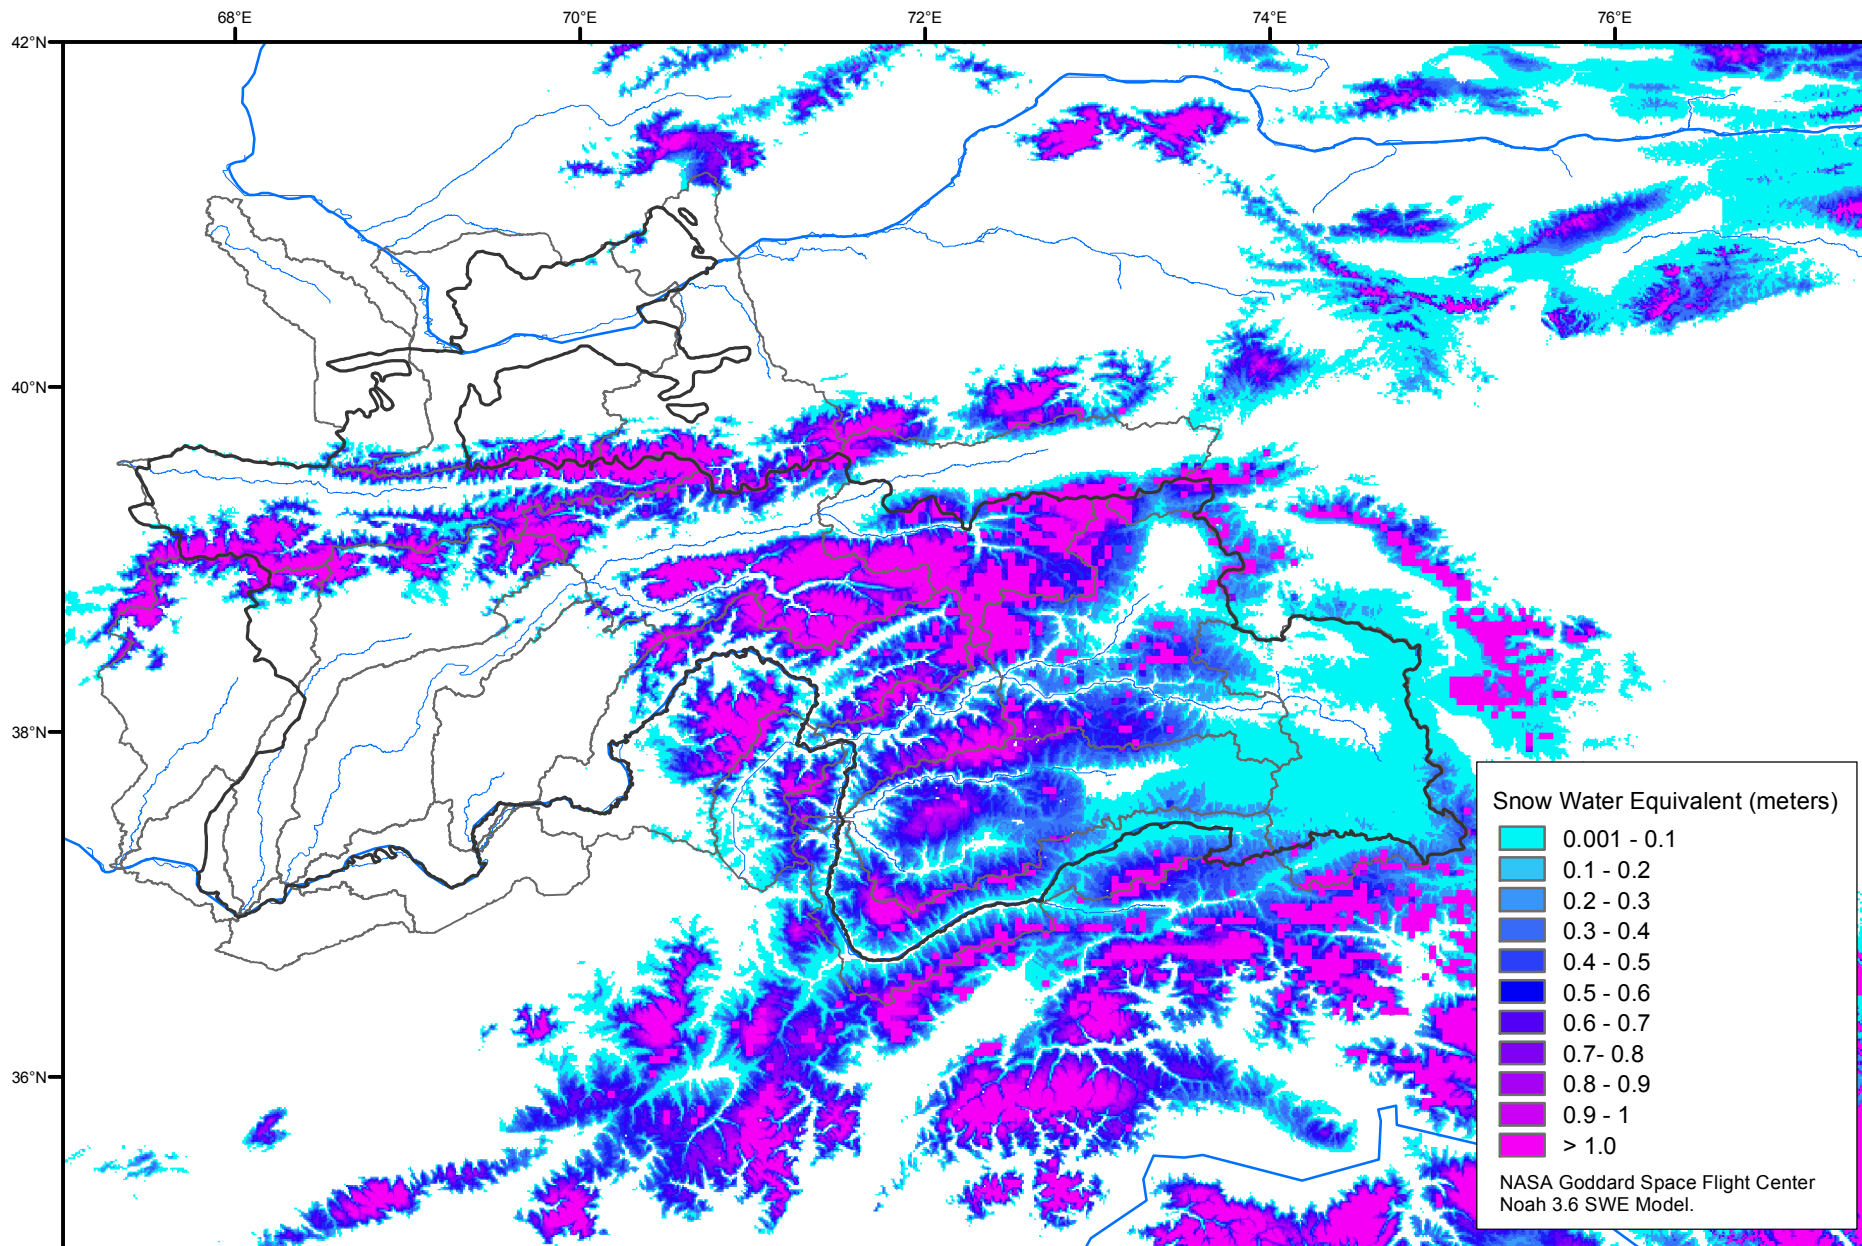 68°E
70°E
72°E
74°E
76°E
42°N
40°N
38°N
36°N
Snow Water Equivalent (meters)
0.001 - 0.1
0.1 - 0.2
0.2 - 0.3
0.3 - 0.4
0.4 - 0.5
0.5 - 0.6
0.6 - 0.7
0.7- 0.8
0.8 - 0.9
0.9 - 1
> 1.0
NASA Goddard Space Flight Center
Noah 3.6 SWE Model.